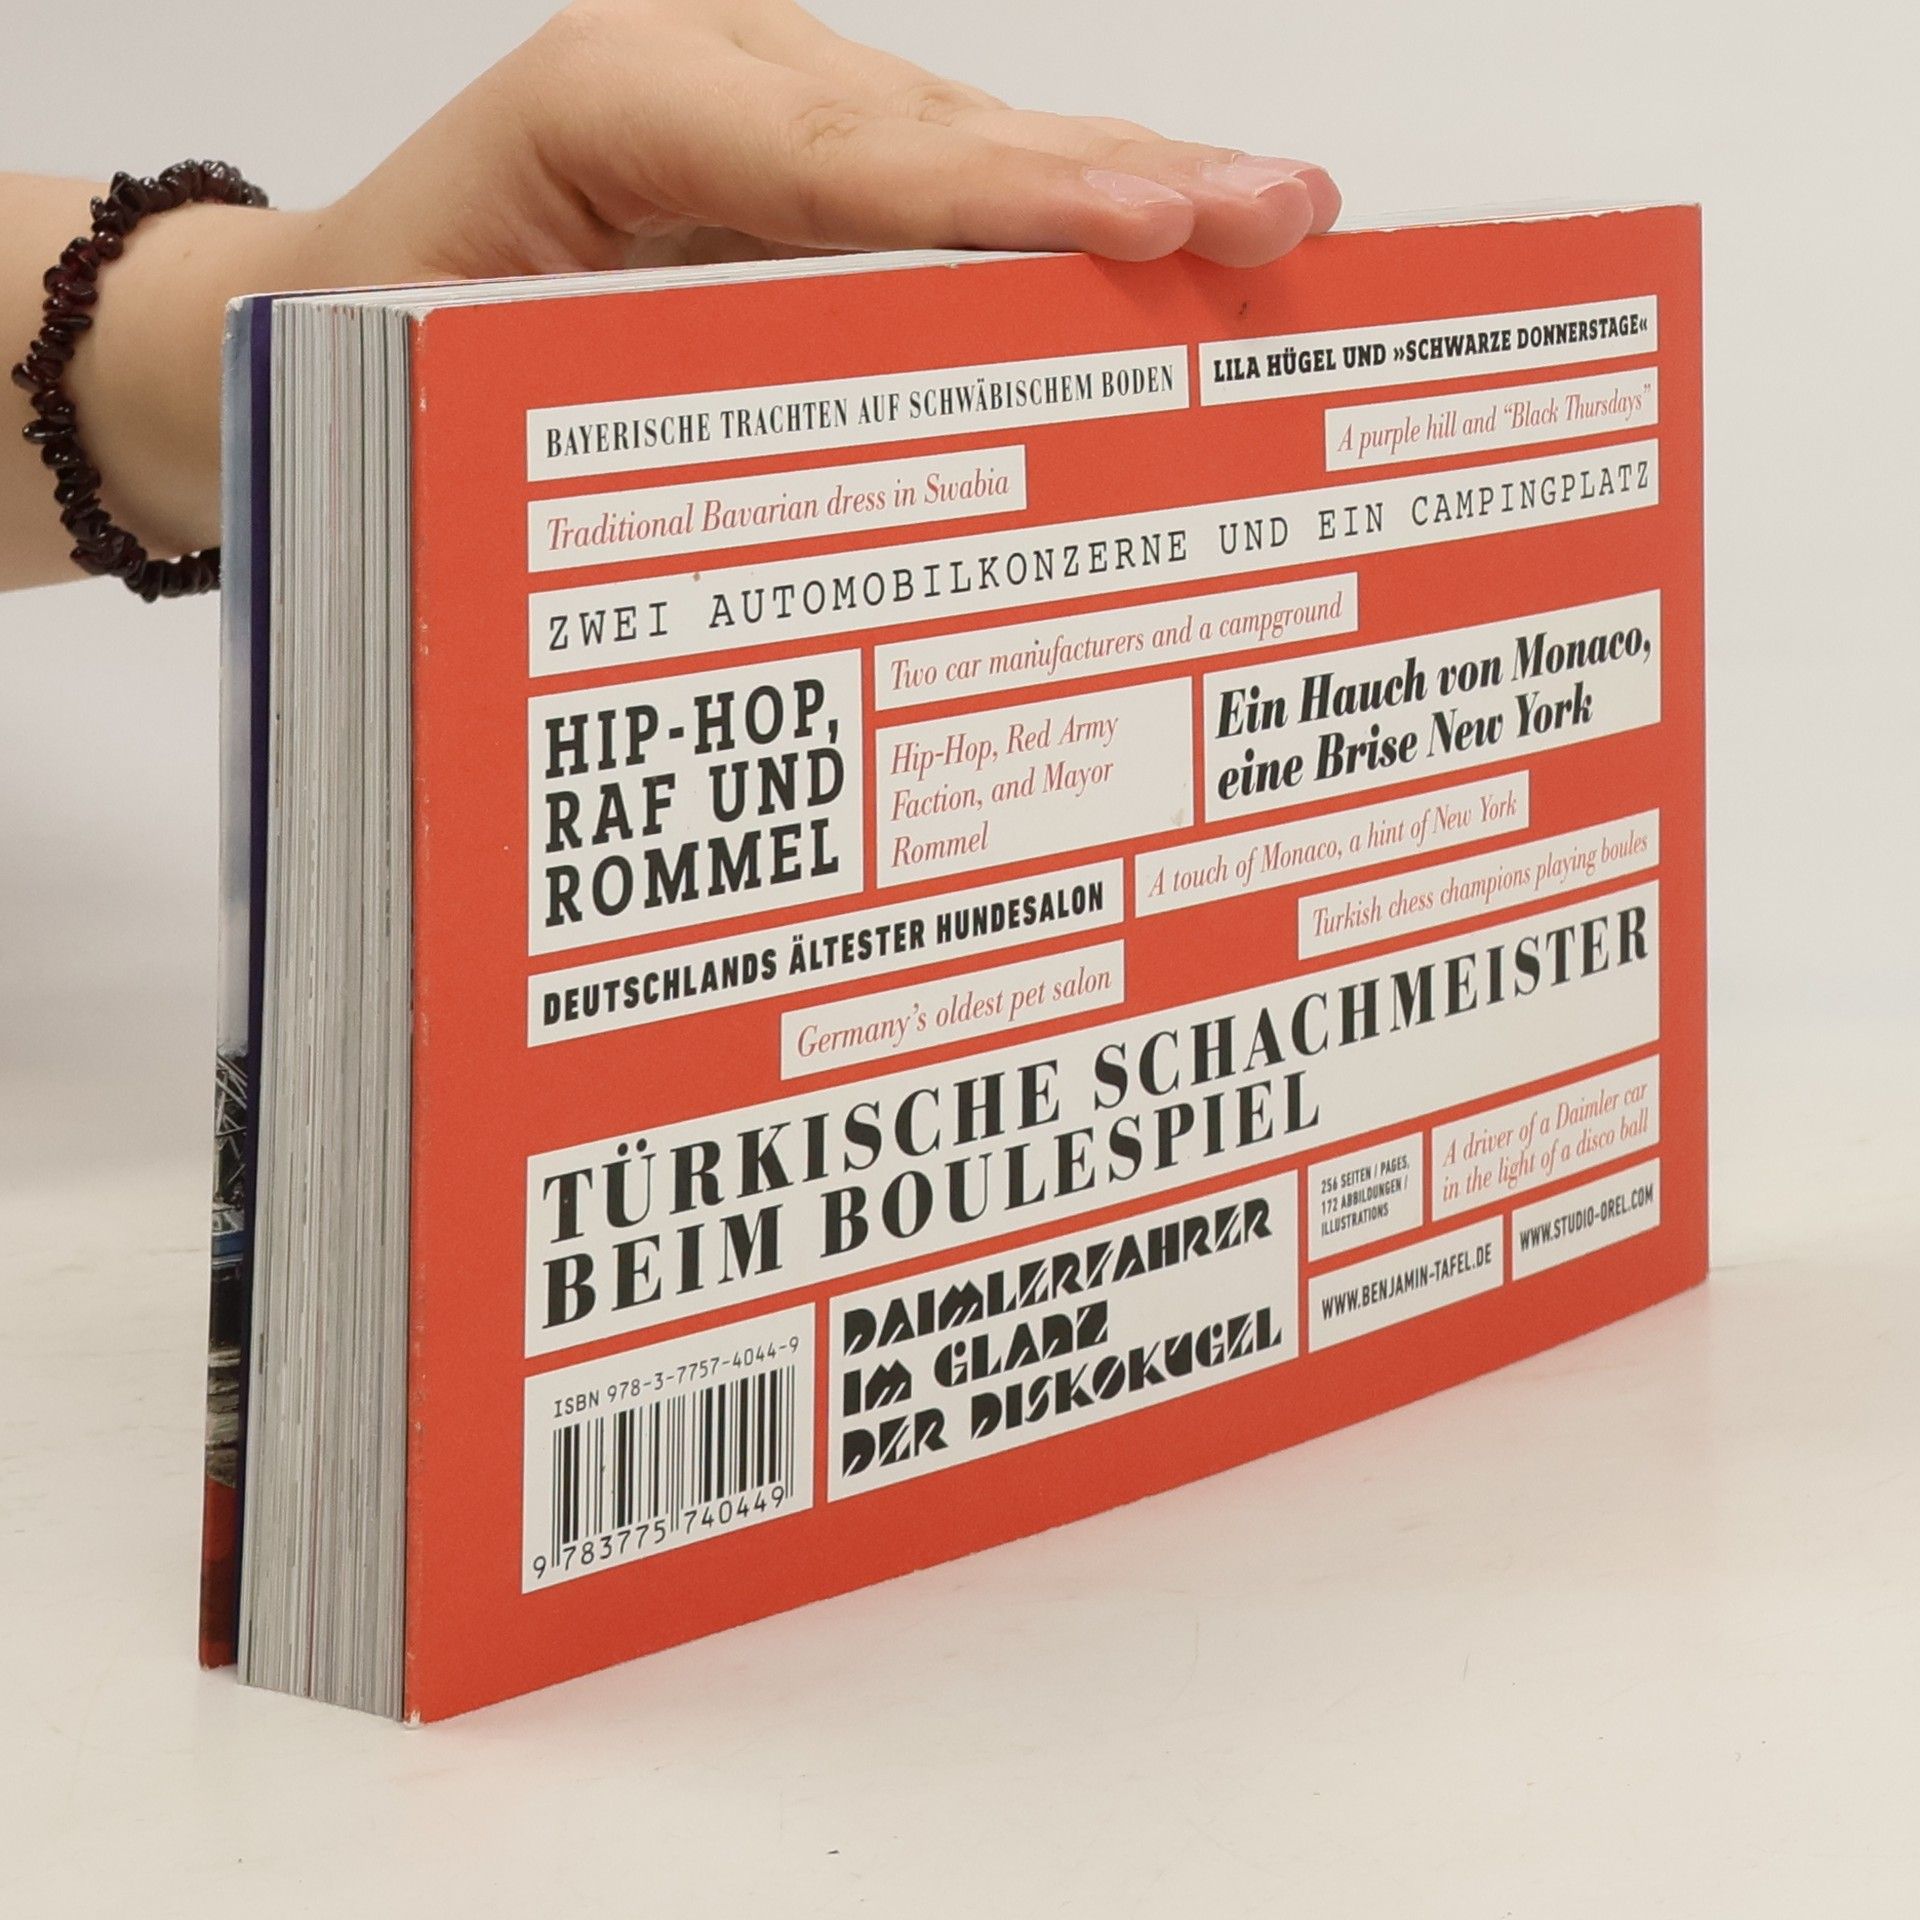 BAYERISCHE TRACHTEN AUF SCHWÄBISCHEM BODEN
LILA HÜGEL UND »SCHWARZE DONNERSTAGE«
Traditional Bavarian dress in Swabia
A purple hill and “Black Thursdays”
ZWEI AUTOMOBILKONZERNE UND EIN CAMPINGPLATZ
Two car manufacturers and a campground
HIP-HOP,
RAF UND
ROMMEL
Hip-Hop, Red Army
Faction, and Mayor
Rommel
Ein Hauch von Monaco,
eine Brise New York
A touch of Monaco, a hint of New York
DEUTSCHLANDS ÄLTESTER HUNDESALON
Germany’s oldest pet salon
Turkish chess champions playing boules
TÜRKISCHE SCHACHMEISTER
BEIM BOULESPIEL
ISBN 978-3-7757-4044-9
9 783775 740449
DAIMLERFAHRER
IM GLANZ
DER DISKOKUGEL
256 SEITEN / PAGES,
172 ABBILDUNGEN /
ILLUSTRATIONS
A driver of a Daimler car
in the light of a disco ball
WWW.BENJAMIN-TAFEL.DE
WWW.STUDIO-OREL.COM